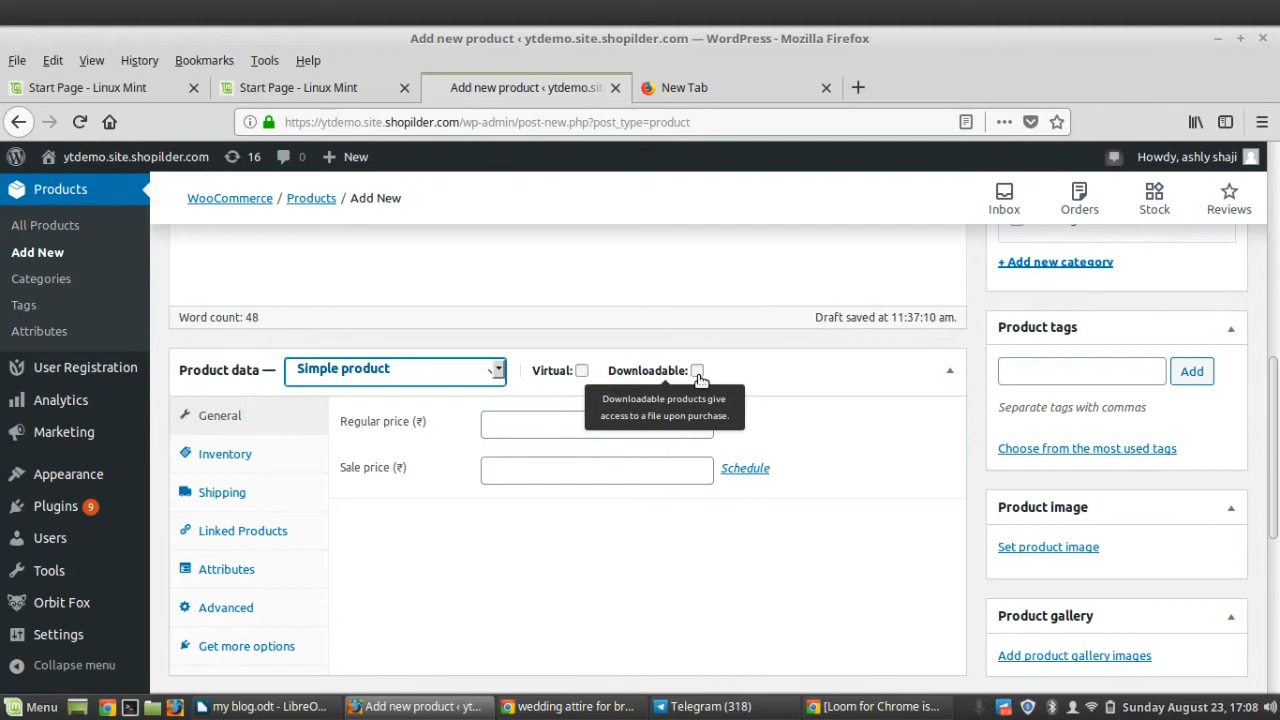 Add new product ‹ ytdemo.site.shopilder.com — WordPress - Mozilla Firefox
File Edit View History Bookmarks Tools Help
Start Page - Linux Mint
Start Page - Linux Mint
Add new product ‹ ytdemo.sit
New Tab
https://ytdemo.site.shopilder.com/wp-admin/post-new.php?post_type=product
ytdemo.site.shopilder.com 16 0 New Howdy, ashly shaji
Products
All Products
Add New
Categories
Tags
Attributes
User Registration
Analytics
Marketing
Appearance
Plugins 9
Users
Tools
Orbit Fox
Settings
Collapse menu
WooCommerce / Products / Add New
Inbox Orders Stock Reviews
Word count: 48 Draft saved at 11:37:10 am.
Product data — Simple product Virtual: Downloadable:
Downloadable products give
access to a file upon purchase.
General
Inventory
Shipping
Linked Products
Attributes
Advanced
Get more options
Regular price (₹)
Sale price (₹) Schedule
+ Add new category
Product tags
Add
Separate tags with commas
Choose from the most used tags
Product image
Set product image
Product gallery
Add product gallery images
Menu my blog.odt - LibreO... Add new product ‹ yt... wedding attire for br... Telegram (318) [Loom for Chrome is... Sunday August 23, 17:08